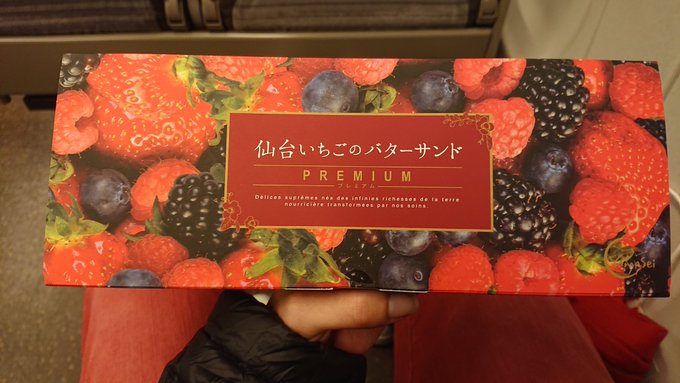 仙台いちごのバターサンド
PREMIUM
プレミアム
Délices suprêmes nés des infinies richesses de la terre
nourricière transformées par nos soins.